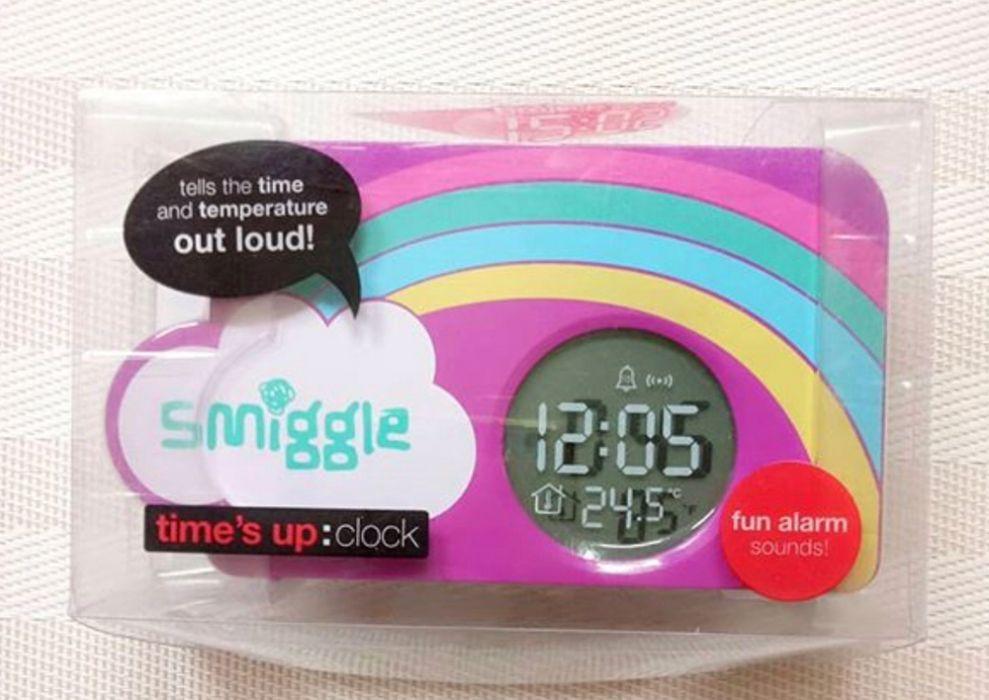 tells the time
and temperature
out loud!
smiggle
12:05
24.5 °C
time's up:clock
fun alarm
sounds!